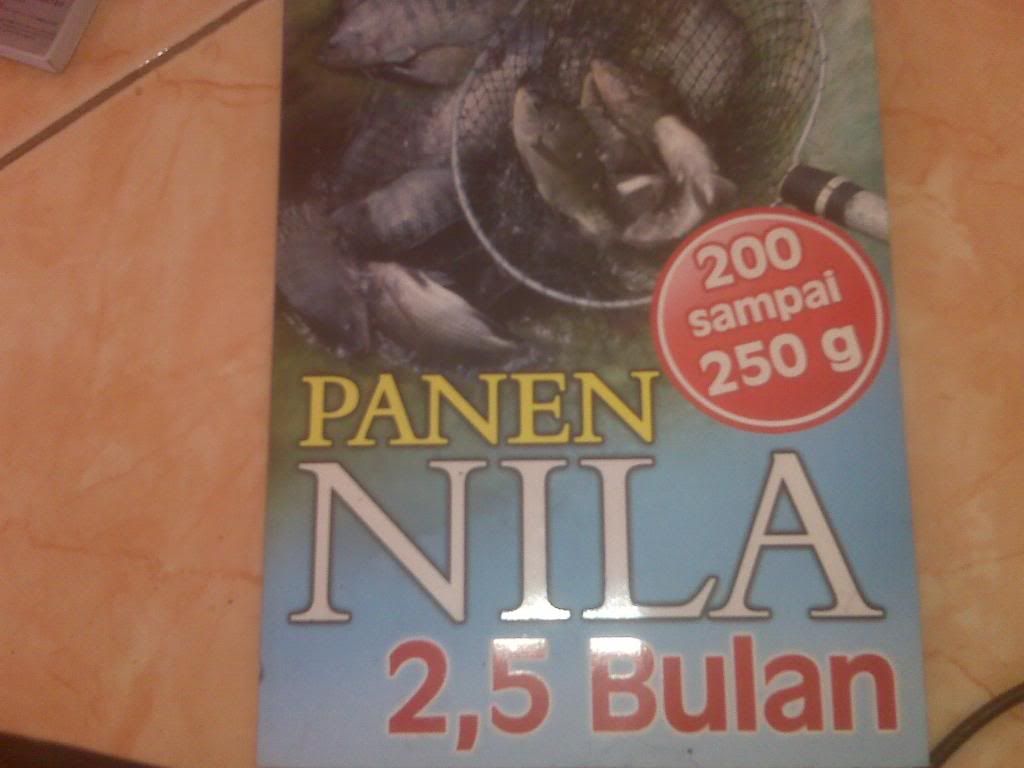 200
sampai
250 g
PANEN
NILA
2,5 Bulan